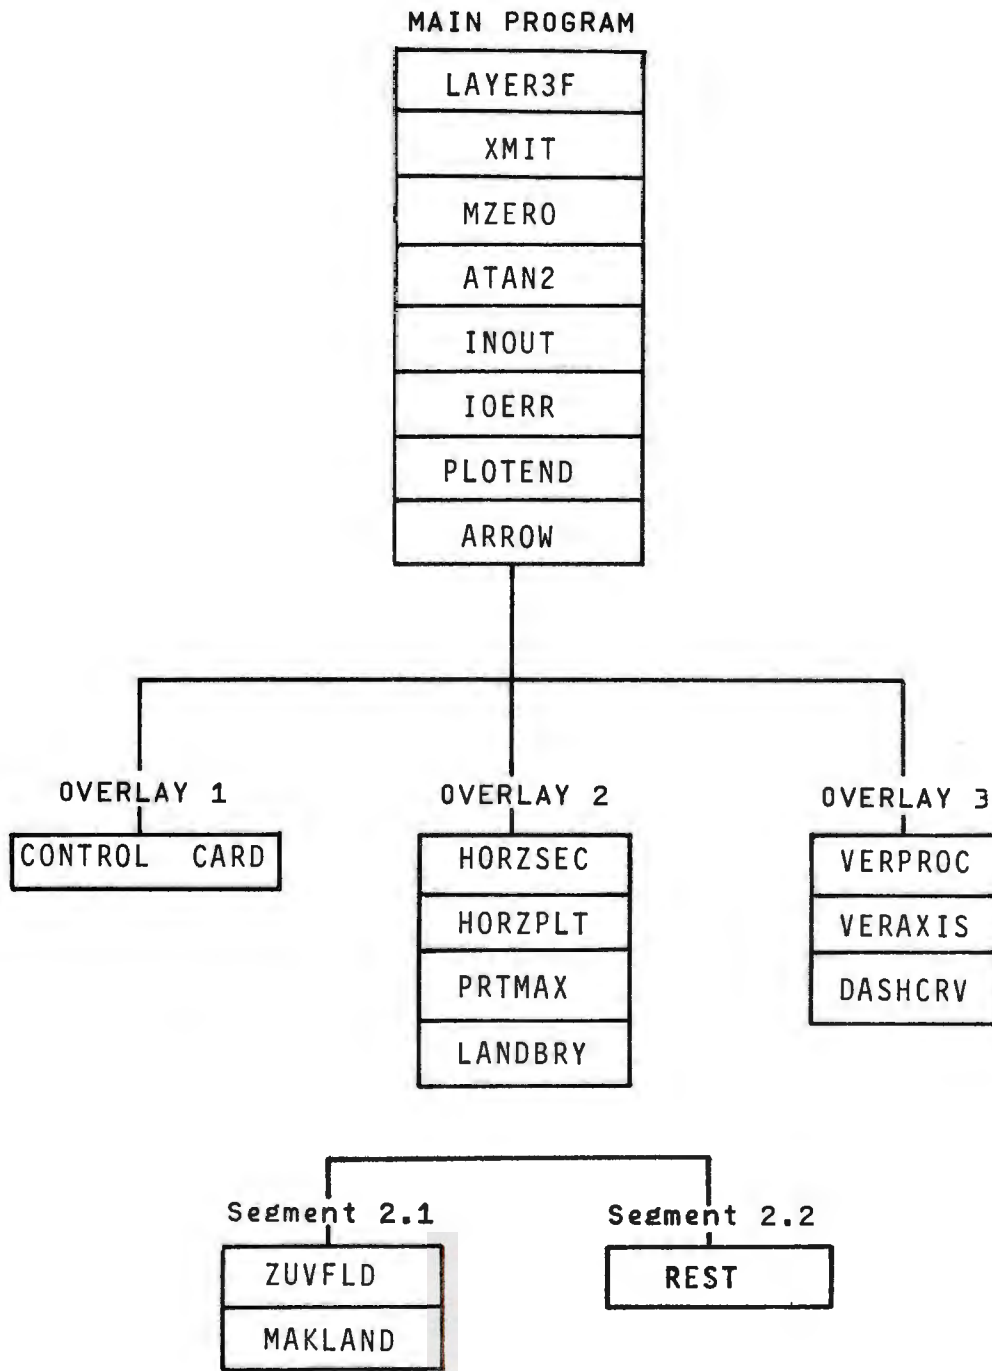 MAIN PROGRAM
LAYER3F
XMIT
MZERO
ATAN2
INOUT
IOERR
PLOTEND
ARROW
OVERLAY 1
CONTROL CARD
OVERLAY 2
HORZSEC
HORZPLT
PRTMAX
LANDBRY
OVERLAY 3
VERPROC
VERAXIS
DASHCRV
Segment 2.1
ZUVFLD
MAKLAND
Segment 2.2
REST